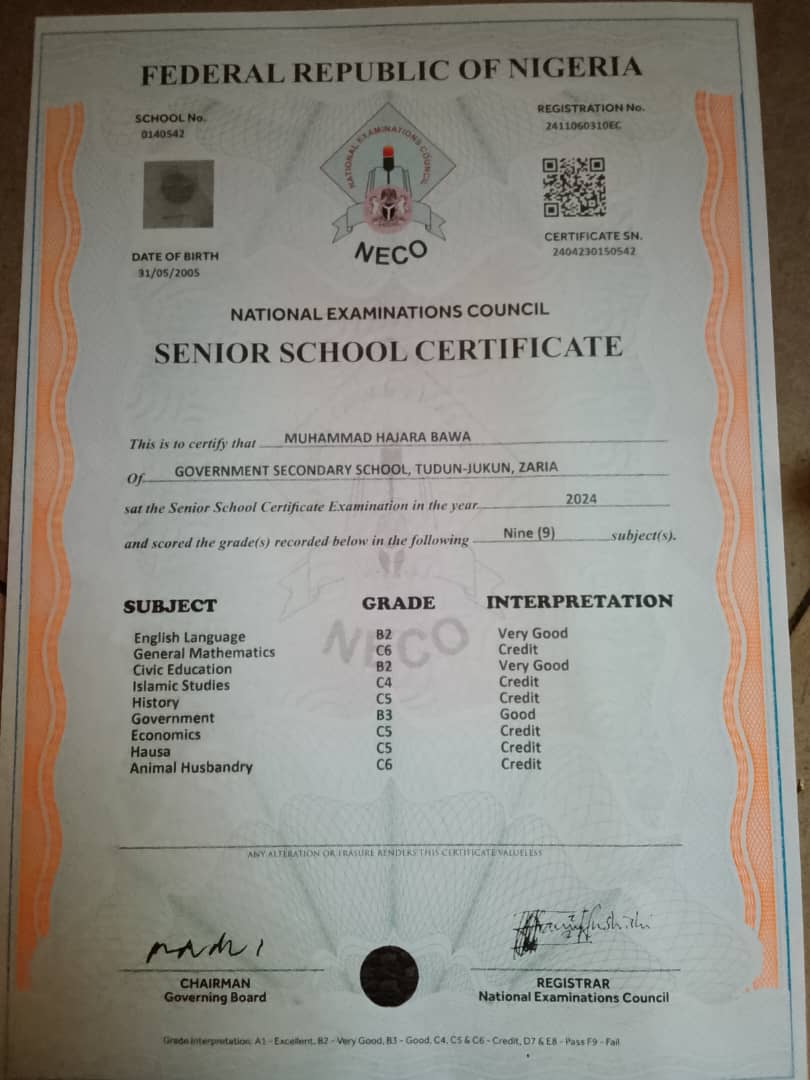 FEDERAL REPUBLIC OF NIGERIA
SCHOOL No.
0140542
REGISTRATION No.
2411060310EC
NATIONAL EXAMINATIONS COUNCIL
NECO
DATE OF BIRTH
31/05/2005
CERTIFICATE SN.
2404230150542
NATIONAL EXAMINATIONS COUNCIL
SENIOR SCHOOL CERTIFICATE
This is to certify that MUHAMMAD HAJARA BAWA
Of GOVERNMENT SECONDARY SCHOOL, TUDUN-JUKUN, ZARIA
sat the Senior School Certificate Examination in the year 2024
and scored the grade(s) recorded below in the following Nine (9) subject(s).
SUBJECT GRADE INTERPRETATION
English Language B2 Very Good
General Mathematics C6 Credit
Civic Education B2 Very Good
Islamic Studies C4 Credit
History C5 Credit
Government B3 Good
Economics C5 Credit
Hausa C5 Credit
Animal Husbandry C6 Credit
NECO
ANY ALTERATION OR ERASURE RENDERS THIS CERTIFICATE VALUELESS
CHAIRMAN
Governing Board
REGISTRAR
National Examinations Council
Grade Interpretation: A1 - Excellent, B2 - Very Good, B3 - Good, C4, C5 & C6 - Credit, D7 & E8 - Pass F9 - Fail